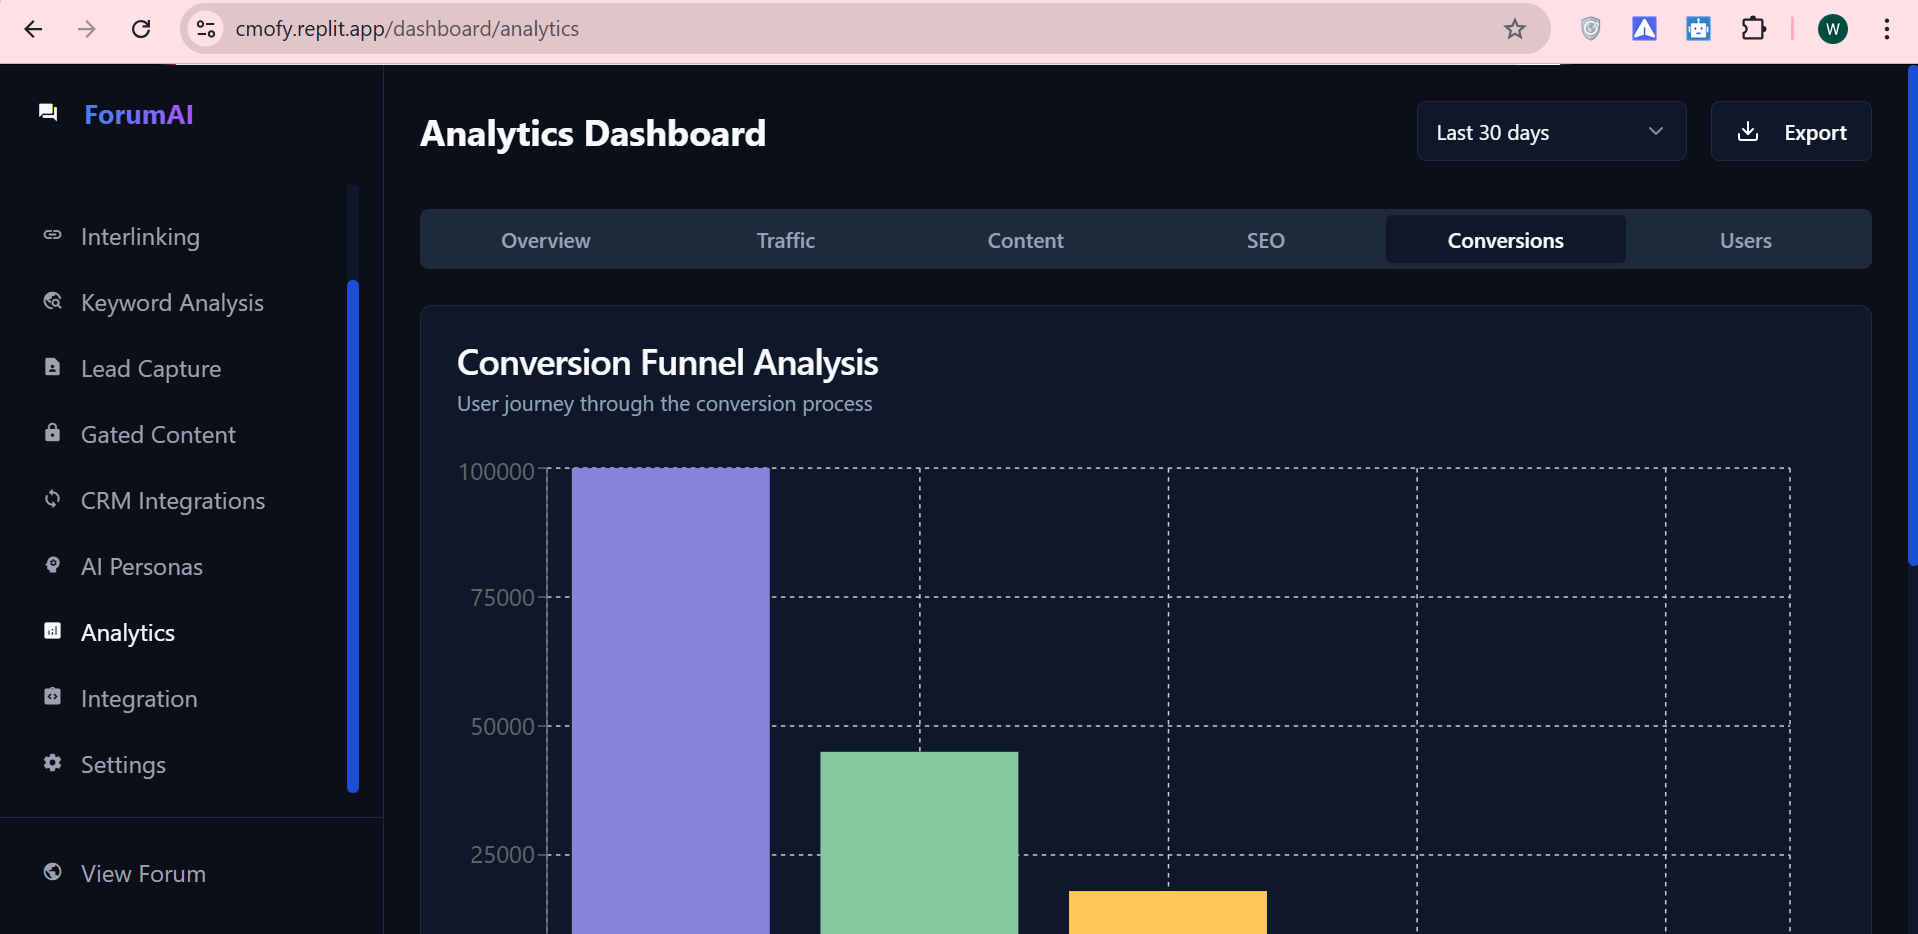 cmofy.replit.app/dashboard/analytics
W
ForumAI
Interlinking
Keyword Analysis
Lead Capture
Gated Content
CRM Integrations
AI Personas
Analytics
Integration
Settings
View Forum
Analytics Dashboard
Last 30 days
Export
Overview
Traffic
Content
SEO
Conversions
Users
Conversion Funnel Analysis
User journey through the conversion process
100000
75000
50000
25000